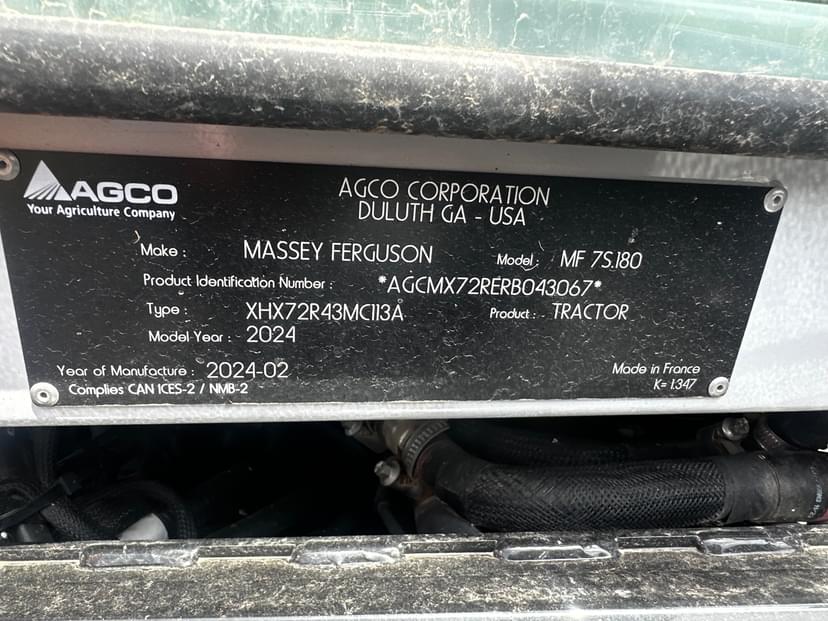 AGCO
Your Agriculture Company
AGCO CORPORATION
DULUTH GA - USA
Make : MASSEY FERGUSON Model : MF 7S.180
Product Identification Number : *AGCMX72RERB043067*
Type : XHX72R43MC113A Product : TRACTOR
Model Year : 2024
Year of Manufacture : 2024-02 Made in France
Complies CAN ICES-2 / NMB-2 K= 1.347